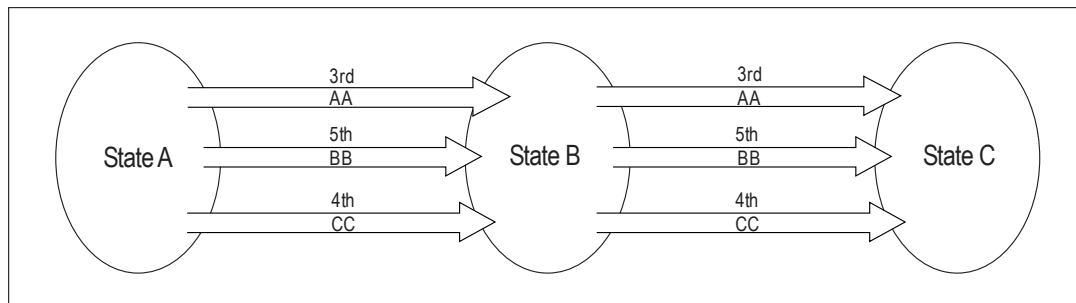 3rd
AA
3rd
AA
State A
5th
BB
State B
5th
BB
State C
4th
CC
4th
CC